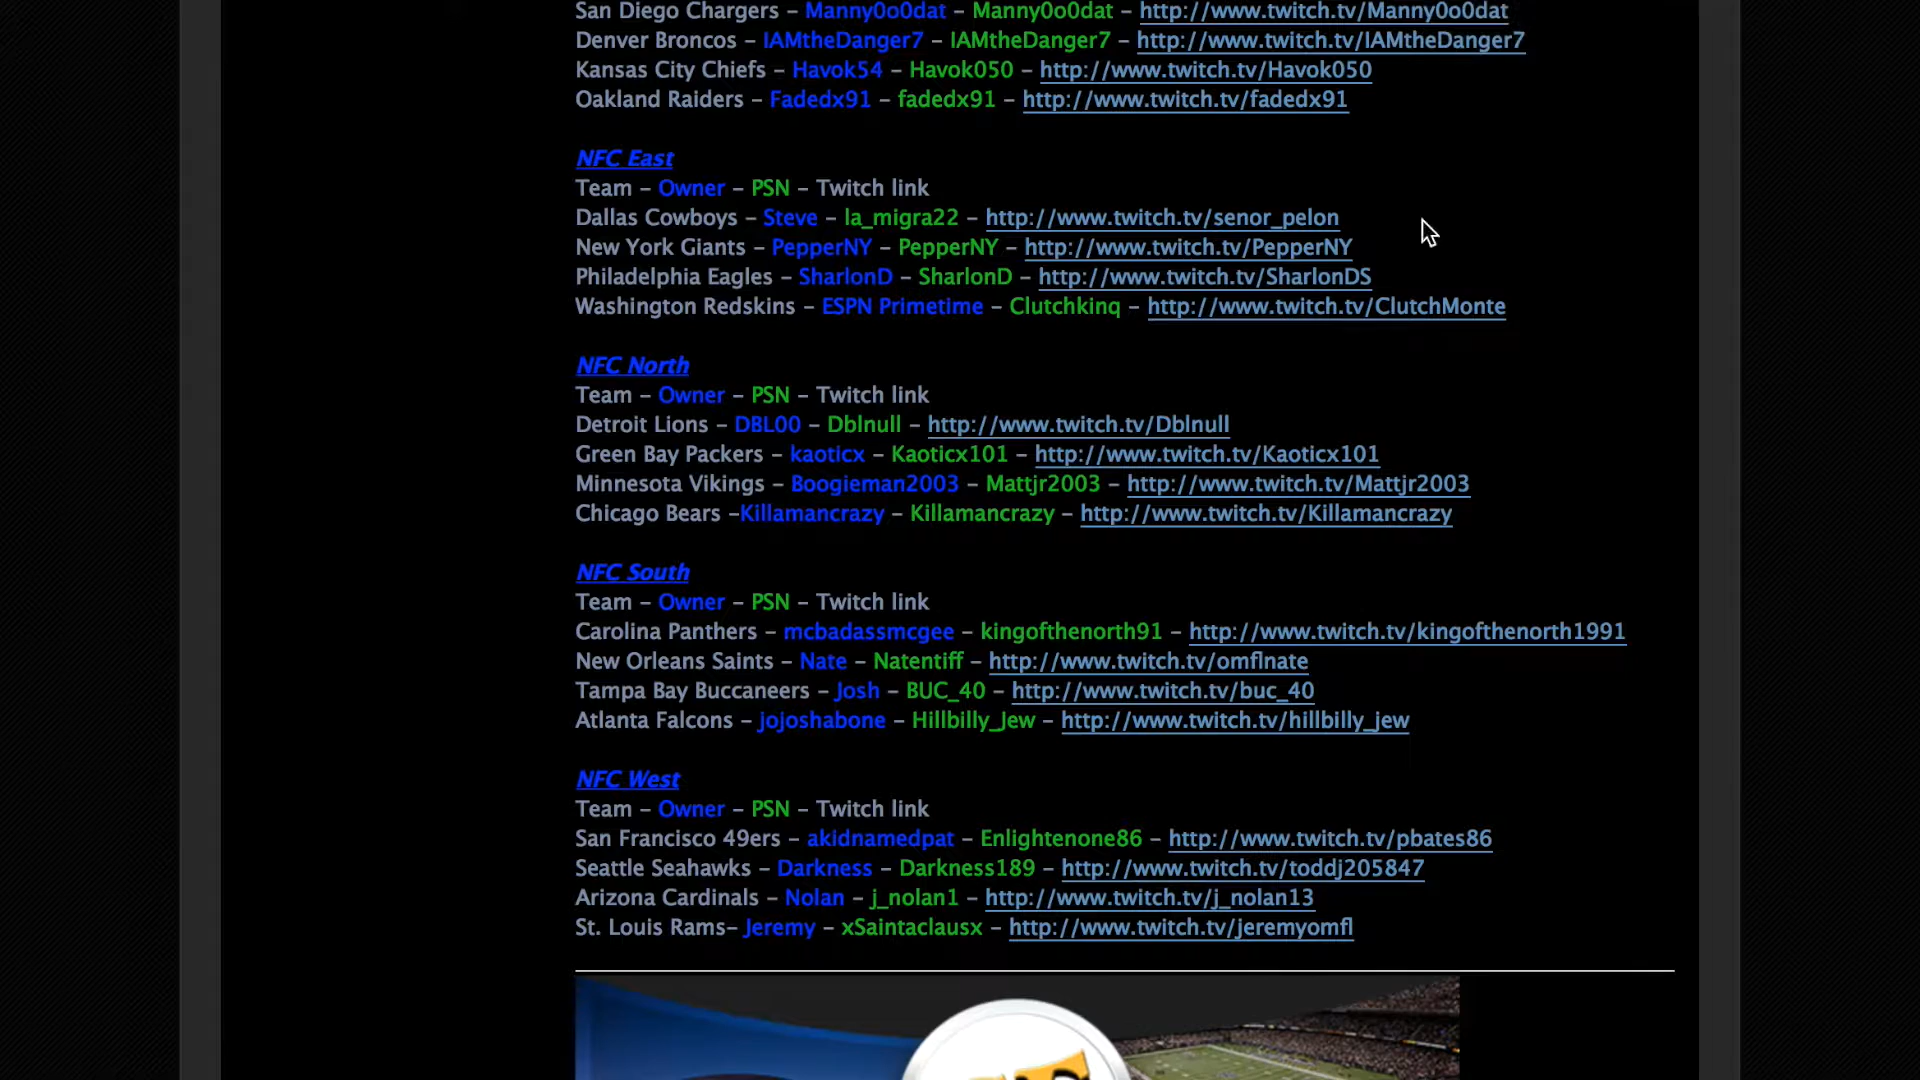 San Diego Chargers – Manny0o0dat – Manny0o0dat – http://www.twitch.tv/Manny0o0dat
Denver Broncos – IAMtheDanger7 – IAMtheDanger7 – http://www.twitch.tv/IAMtheDanger7
Kansas City Chiefs – Havok54 – Havok050 – http://www.twitch.tv/Havok050
Oakland Raiders – Fadedx91 – fadedx91 – http://www.twitch.tv/fadedx91
NFC East
Team – Owner – PSN – Twitch link
Dallas Cowboys – Steve – la_migra22 – http://www.twitch.tv/senor_pelon
New York Giants – PepperNY – PepperNY – http://www.twitch.tv/PepperNY
Philadelphia Eagles – SharlonD – SharlonD – http://www.twitch.tv/SharlonDS
Washington Redskins – ESPN Primetime – Clutchkinq – http://www.twitch.tv/ClutchMonte
NFC North
Team – Owner – PSN – Twitch link
Detroit Lions – DBL00 – Dblnull – http://www.twitch.tv/Dblnull
Green Bay Packers – kaoticx – Kaoticx101 – http://www.twitch.tv/Kaoticx101
Minnesota Vikings – Boogieman2003 – Mattjr2003 – http://www.twitch.tv/Mattjr2003
Chicago Bears –Killamancrazy – Killamancrazy – http://www.twitch.tv/Killamancrazy
NFC South
Team – Owner – PSN – Twitch link
Carolina Panthers – mcbadassmcgee – kingofthenorth91 – http://www.twitch.tv/kingofthenorth1991
New Orleans Saints – Nate – Natentiff – http://www.twitch.tv/omflnate
Tampa Bay Buccaneers – Josh – BUC_40 – http://www.twitch.tv/buc_40
Atlanta Falcons – jojoshabone – Hillbilly_Jew – http://www.twitch.tv/hillbilly_jew
NFC West
Team – Owner – PSN – Twitch link
San Francisco 49ers – akidnamedpat – Enlightenone86 – http://www.twitch.tv/pbates86
Seattle Seahawks – Darkness – Darkness189 – http://www.twitch.tv/toddj205847
Arizona Cardinals – Nolan – j_nolan1 – http://www.twitch.tv/j_nolan13
St. Louis Rams– Jeremy – xSaintaclausx – http://www.twitch.tv/jeremyomfl